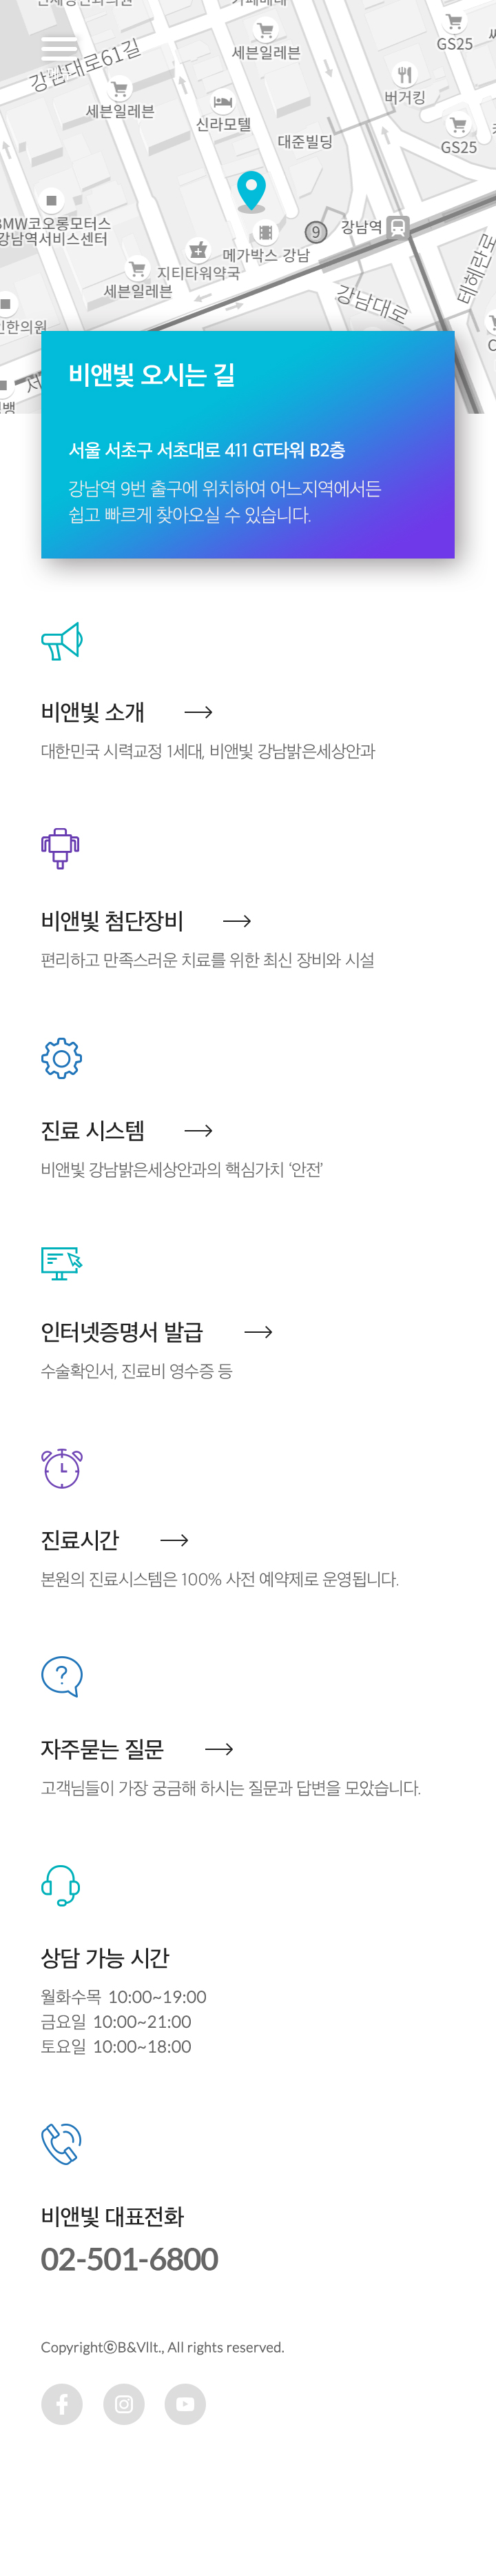 강남대로61길
세븐일레븐
GS25
세븐일레븐
버거킹
신라모텔
대준빌딩
GS25
BMW코오롱모터스
강남역서비스센터
9
강남역
메가박스 강남
지티타워약국
세븐일레븐
강남대로
테헤란로
비앤빛 오시는 길
서울 서초구 서초대로 411 GT타워 B2층
강남역 9번 출구에 위치하여 어느지역에서든
쉽고 빠르게 찾아오실 수 있습니다.
비앤빛 소개
대한민국 시력교정 1세대, 비앤빛 강남밝은세상안과
비앤빛 첨단장비
편리하고 만족스러운 치료를 위한 최신 장비와 시설
진료 시스템
비앤빛 강남밝은세상안과의 핵심가치 ‘안전’
인터넷증명서 발급
수술확인서, 진료비 영수증 등
진료시간
본원의 진료시스템은 100% 사전 예약제로 운영됩니다.
?
자주묻는 질문
고객님들이 가장 궁금해 하시는 질문과 답변을 모았습니다.
상담 가능 시간
월화수목 10:00~19:00
금요일 10:00~21:00
토요일 10:00~18:00
비앤빛 대표전화
02-501-6800
CopyrightⓒB&VIIt., All rights reserved.